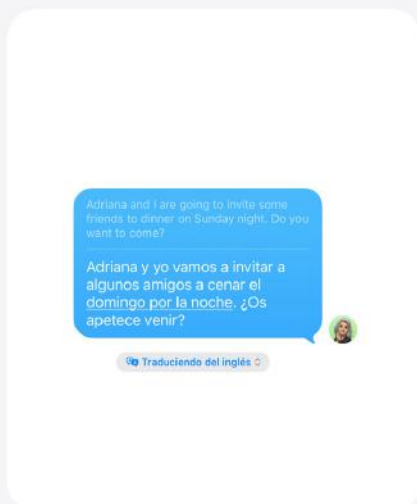 Adriana and I are going to invite some
friends to dinner on Sunday night. Do you
want to come?
Adriana y yo vamos a invitar a
algunos amigos a cenar el
domingo por la noche. ¿Os
apetece venir?
Traduciendo del inglés